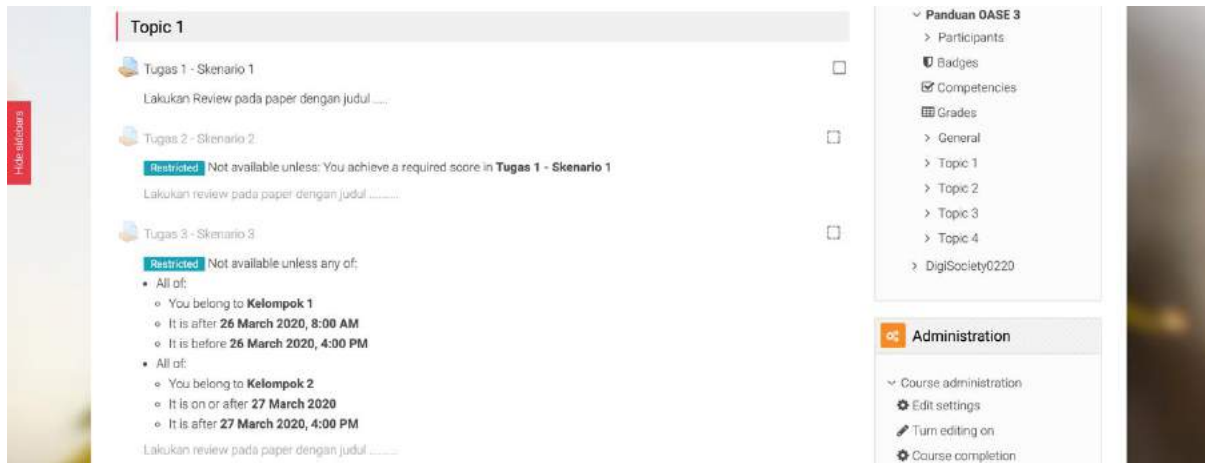 Hide sidebars
Topic 1
Tugas 1 - Skenario 1
Lakukan Review pada paper dengan judul .....
Tugas 2 - Skenario 2
Restricted Not available unless: You achieve a required score in Tugas 1 - Skenario 1
Lakukan review pada paper dengan judul ..........
Tugas 3 - Skenario 3
Restricted Not available unless any of:
• All of:
You belong to Kelompok 1
It is after 26 March 2020, 8:00 AM
It is before 26 March 2020, 4:00 PM
• All of:
You belong to Kelompok 2
It is on or after 27 March 2020
It is after 27 March 2020, 4:00 PM
Lakukan review pada paper dengan judul ..........
Panduan OASE 3
Participants
Badges
Competencies
Grades
General
Topic 1
Topic 2
Topic 3
Topic 4
DigiSociety0220
Administration
Course administration
Edit settings
Turn editing on
Course completion